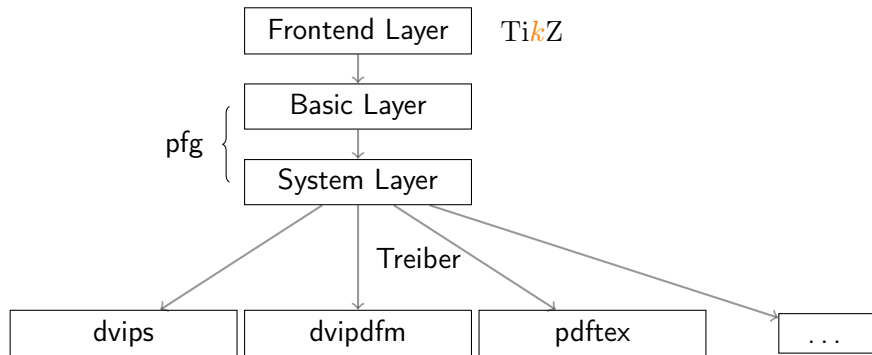 Frontend Layer TikZ
Basic Layer
pfg
System Layer
Treiber
dvips dvipdfm pdftex ...